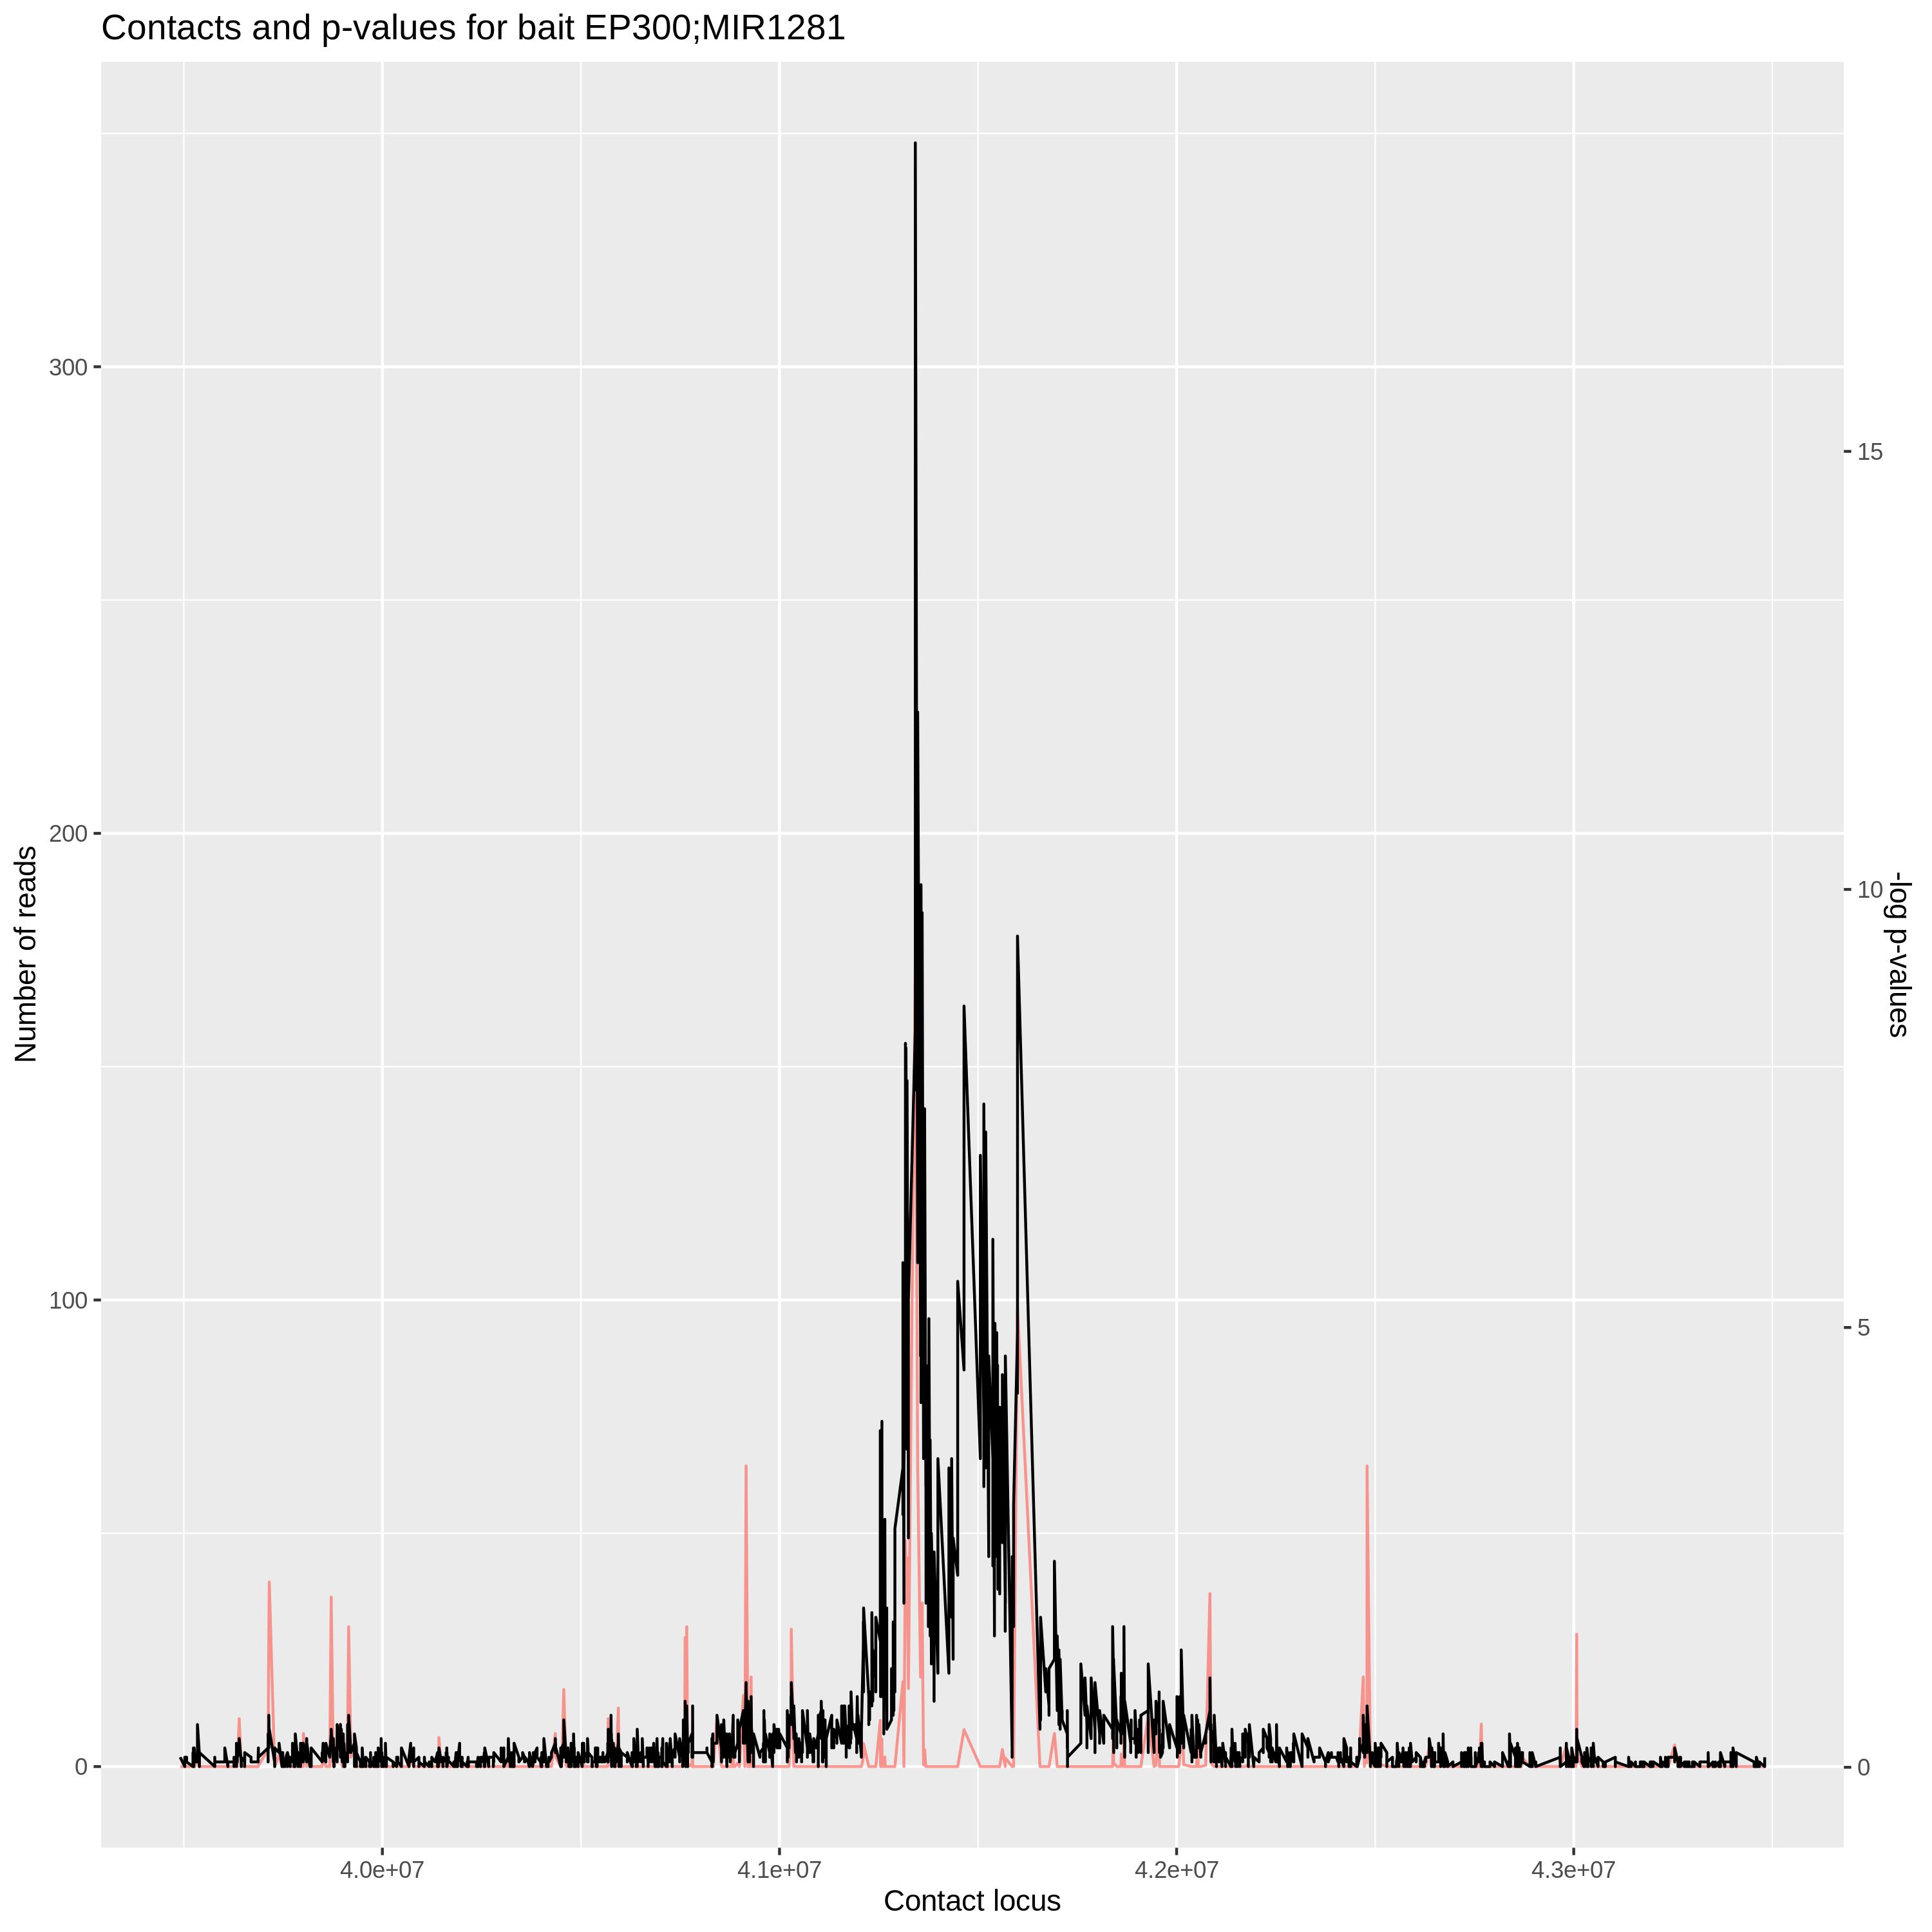 Contacts and p-values for bait EP300;MIR1281
300
200
100
0
Number of reads
15
10
5
0
-log p-values
4.0e+07
4.1e+07
4.2e+07
4.3e+07
Contact locus